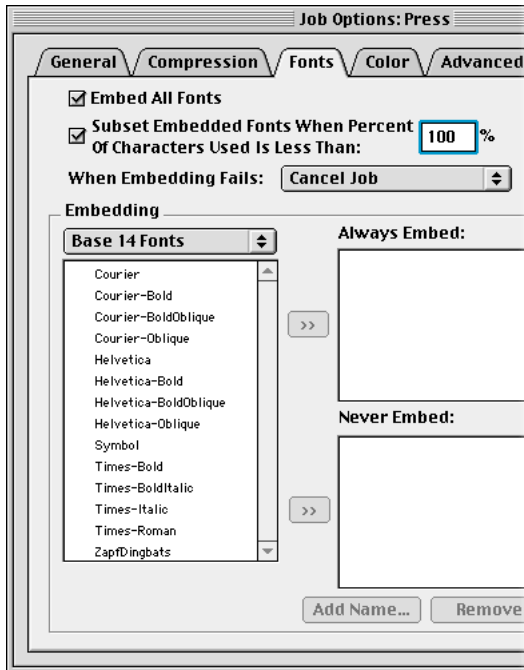 Job Options: Press
General
Compression
Fonts
Color
Advanced
Embed All Fonts
Subset Embedded Fonts When Percent
Of Characters Used Is Less Than:
100 %
When Embedding Fails:
Cancel Job
Embedding
Base 14 Fonts
Courier
Courier-Bold
Courier-BoldOblique
Courier-Oblique
Helvetica
Helvetica-Bold
Helvetica-BoldOblique
Helvetica-Oblique
Symbol
Times-Bold
Times-BoldItalic
Times-Italic
Times-Roman
ZapfDingbats
>>
>>
Always Embed:
Never Embed:
Add Name...
Remove